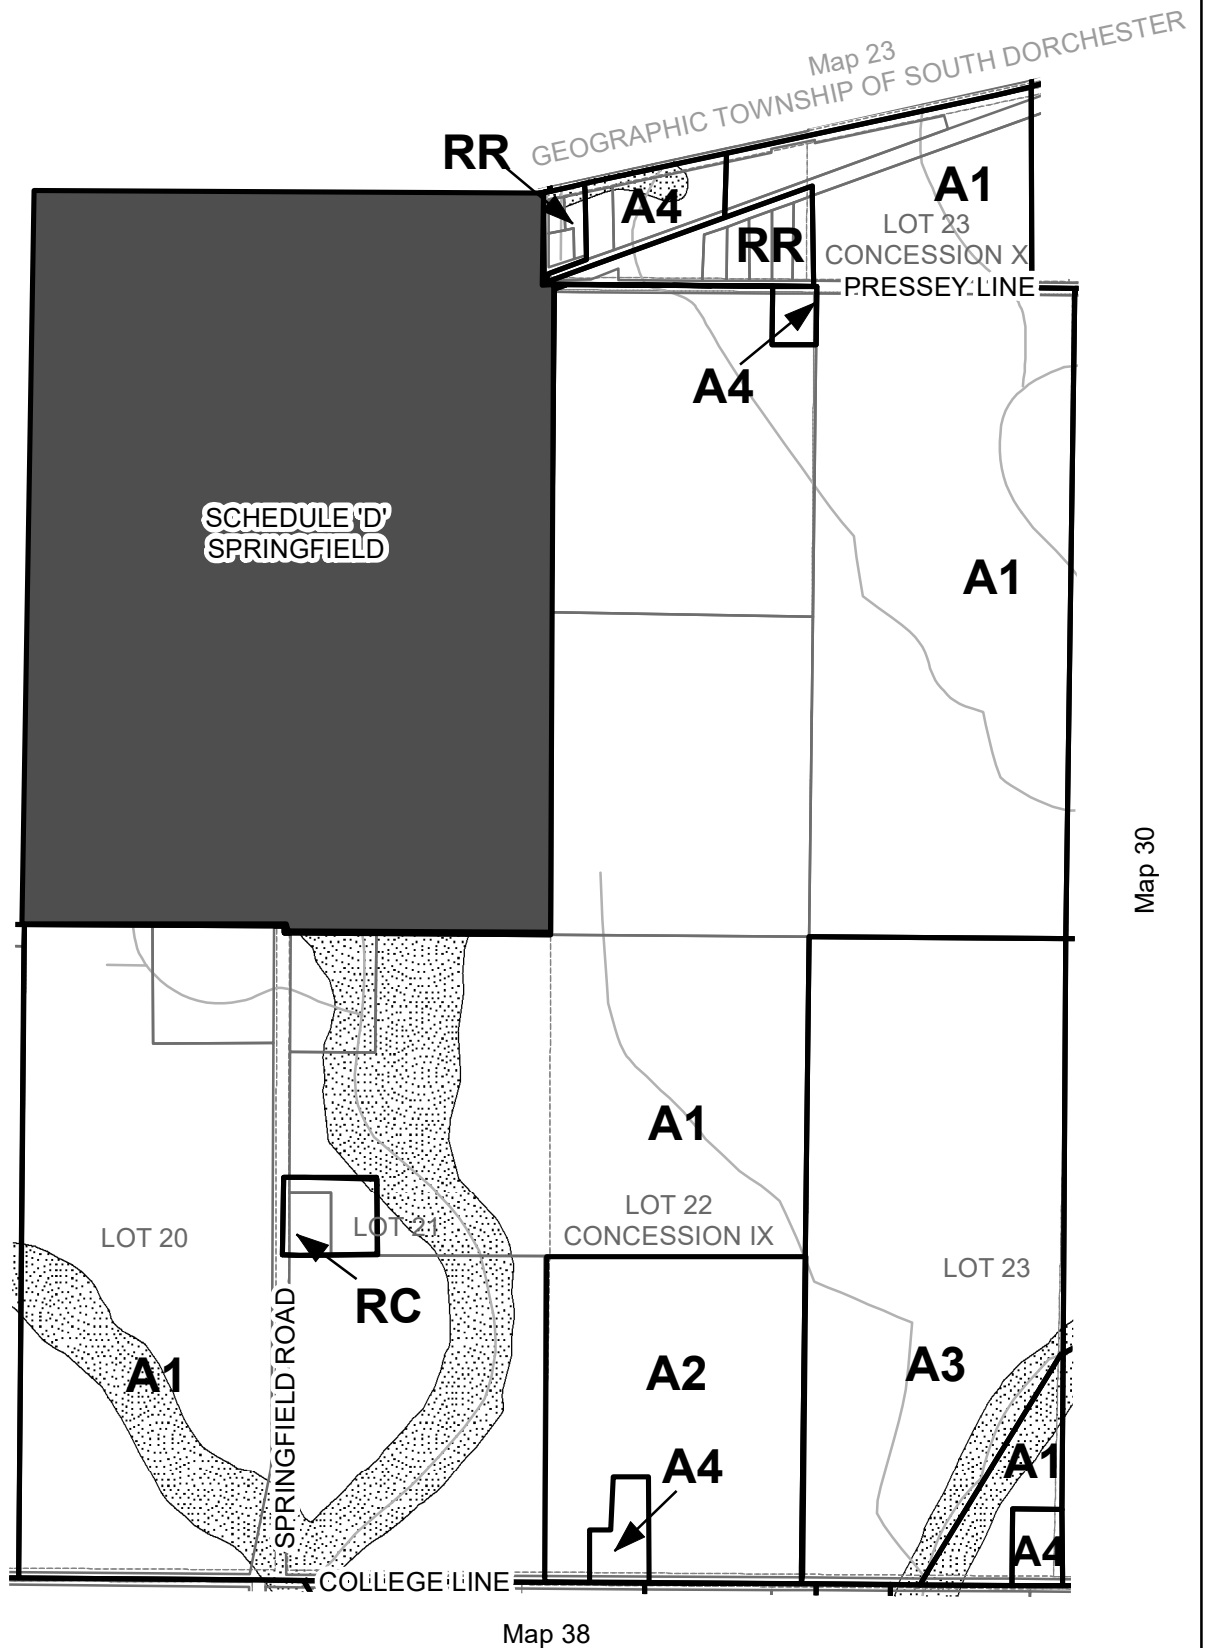 Map 23
GEOGRAPHIC TOWNSHIP OF SOUTH DORCHESTER
RR
A4
A1
LOT 23
CONCESSION X
RR
PRESSEY LINE
A4
SCHEDULE 'D'
SPRINGFIELD
A1
Map 30
A1
LOT 22
CONCESSION IX
LOT 20
LOT 21
LOT 23
RC
SPRINGFIELD ROAD
A1
A2
A3
A4
A1
A4
COLLEGE LINE
Map 38